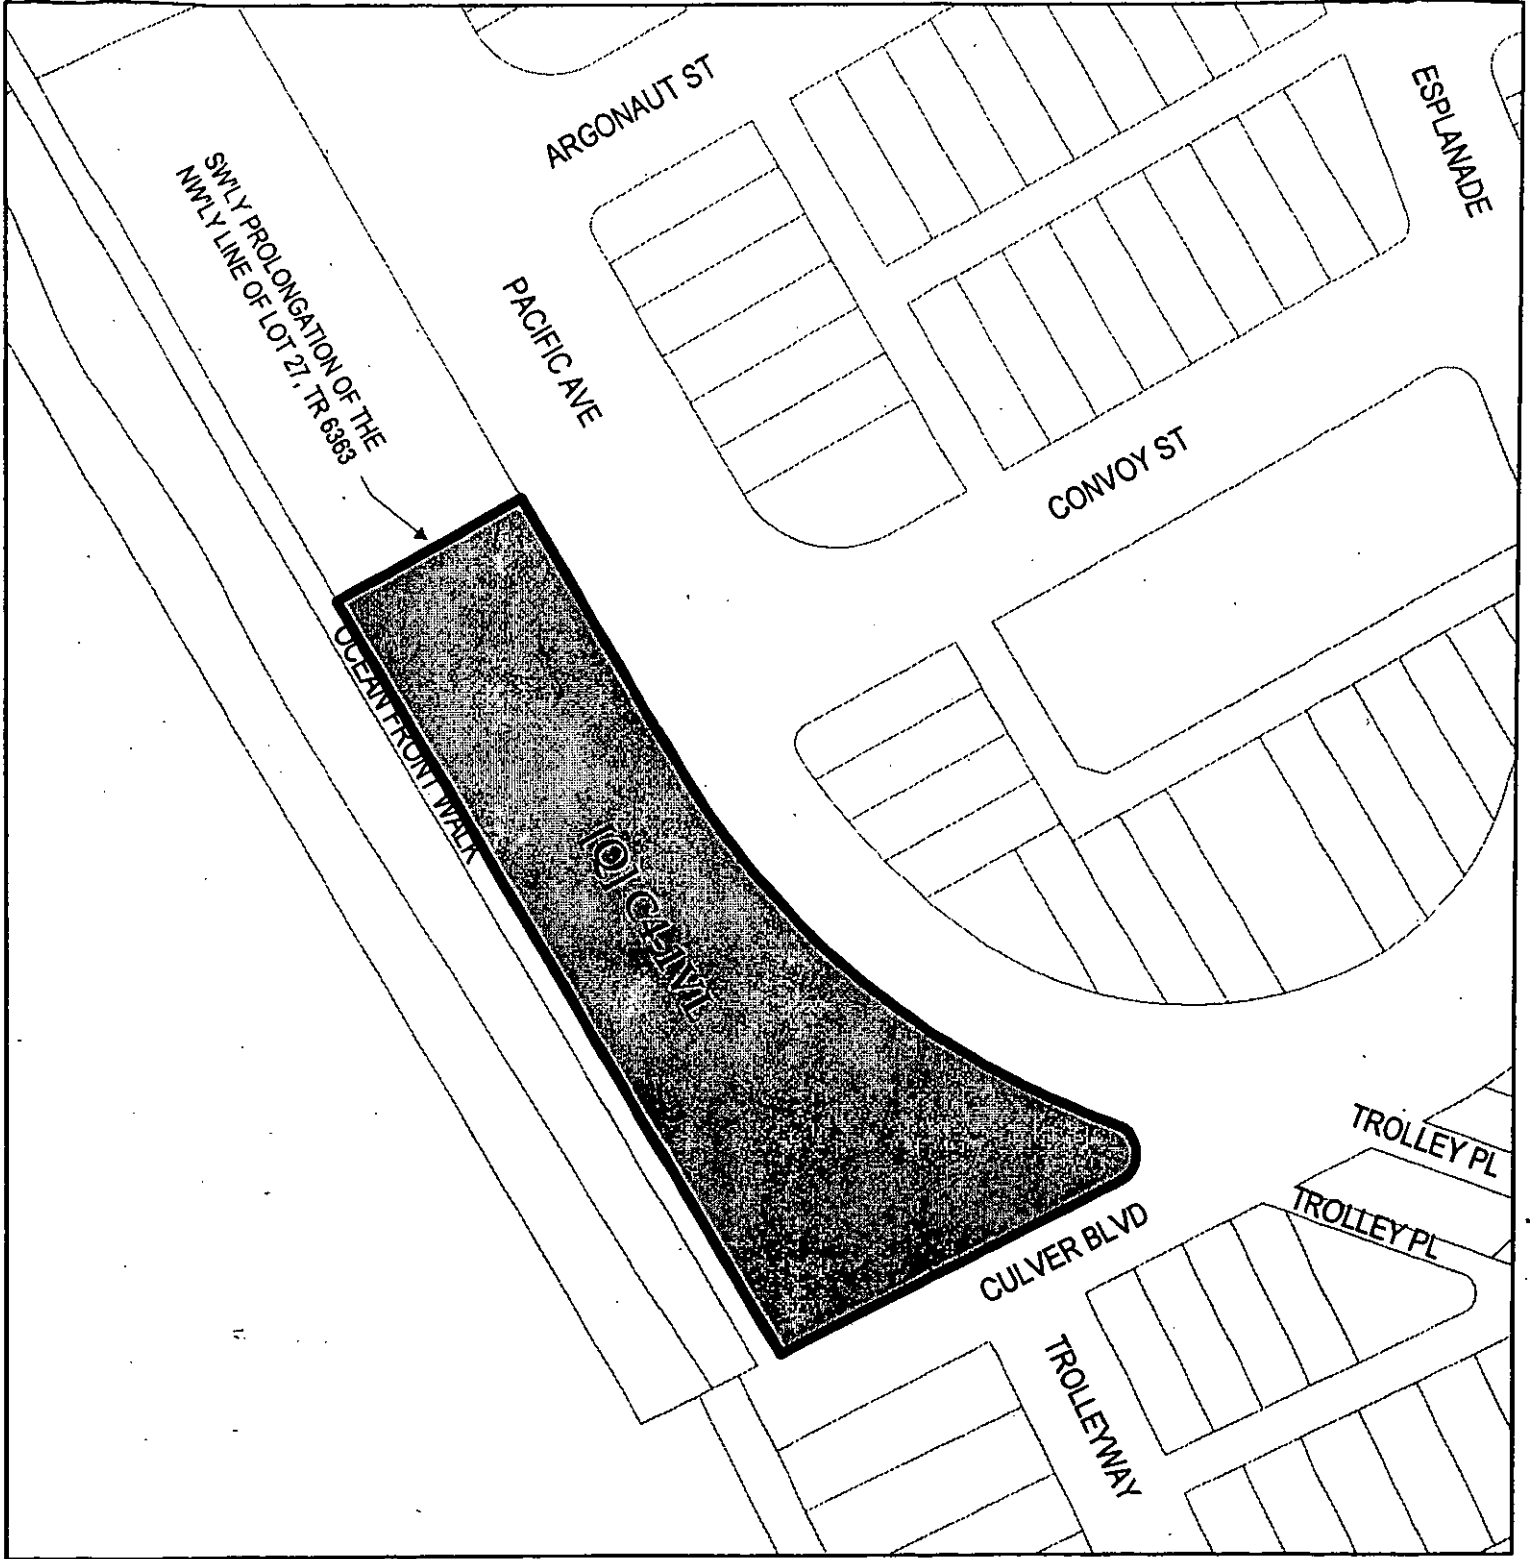 ARGONAUT ST
ESPLANADE
SW'LY PROLONGATION OF THE
NW'LY LINE OF LOT 27, TR 6363
PACIFIC AVE
CONVOY ST
OCEAN FRONT WALK
[Q] C4-1VL
TROLLEY PL
TROLLEY PL
CULVER BLVD
TROLLEYWAY